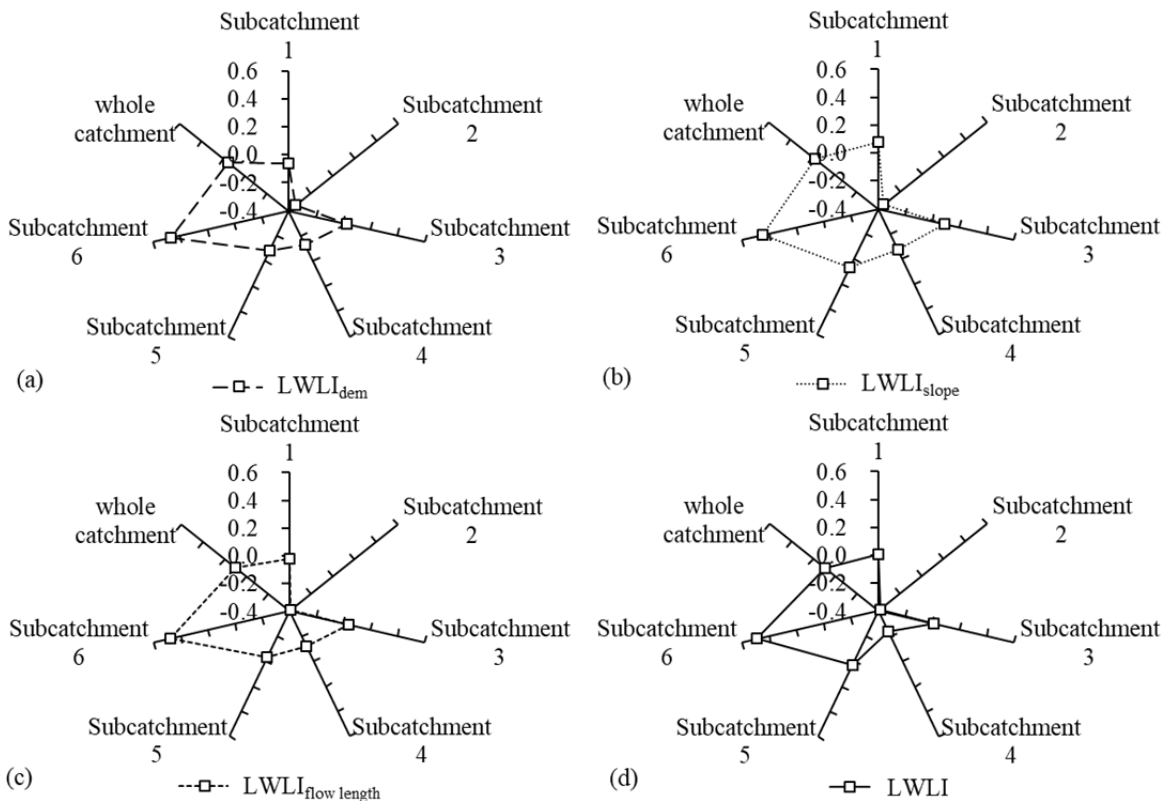 Subcatchment
1
0.6
0.4
0.2
0.0
-0.2
-0.4
Subcatchment
2
Subcatchment
3
Subcatchment
4
Subcatchment
5
Subcatchment
6
whole
catchment
(a)
LWLIdem
Subcatchment
1
0.6
0.4
0.2
0.0
-0.2
-0.4
Subcatchment
2
Subcatchment
3
Subcatchment
4
Subcatchment
5
Subcatchment
6
whole
catchment
(b)
LWLIslope
Subcatchment
1
0.6
0.4
0.2
0.0
-0.2
-0.4
Subcatchment
2
Subcatchment
3
Subcatchment
4
Subcatchment
5
Subcatchment
6
whole
catchment
(c)
LWLIflow length
Subcatchment
1
0.6
0.4
0.2
0.0
-0.2
-0.4
Subcatchment
2
Subcatchment
3
Subcatchment
4
Subcatchment
5
Subcatchment
6
whole
catchment
(d)
LWLI